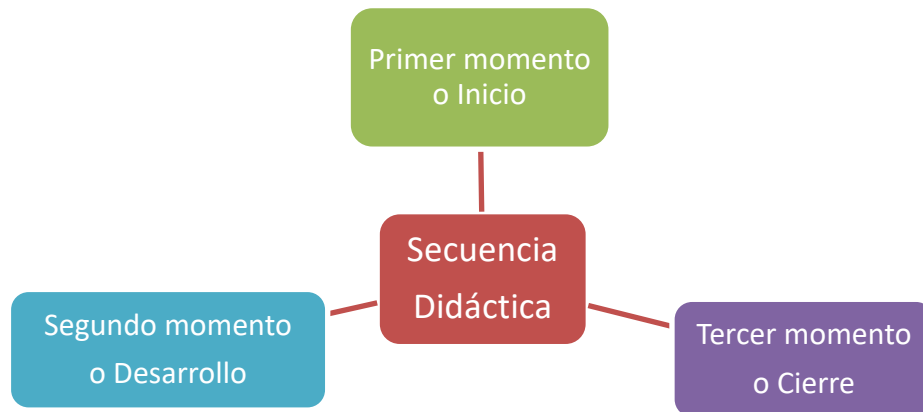 Primer momento
o Inicio
Secuencia
Didáctica
Segundo momento
o Desarrollo
Tercer momento
o Cierre